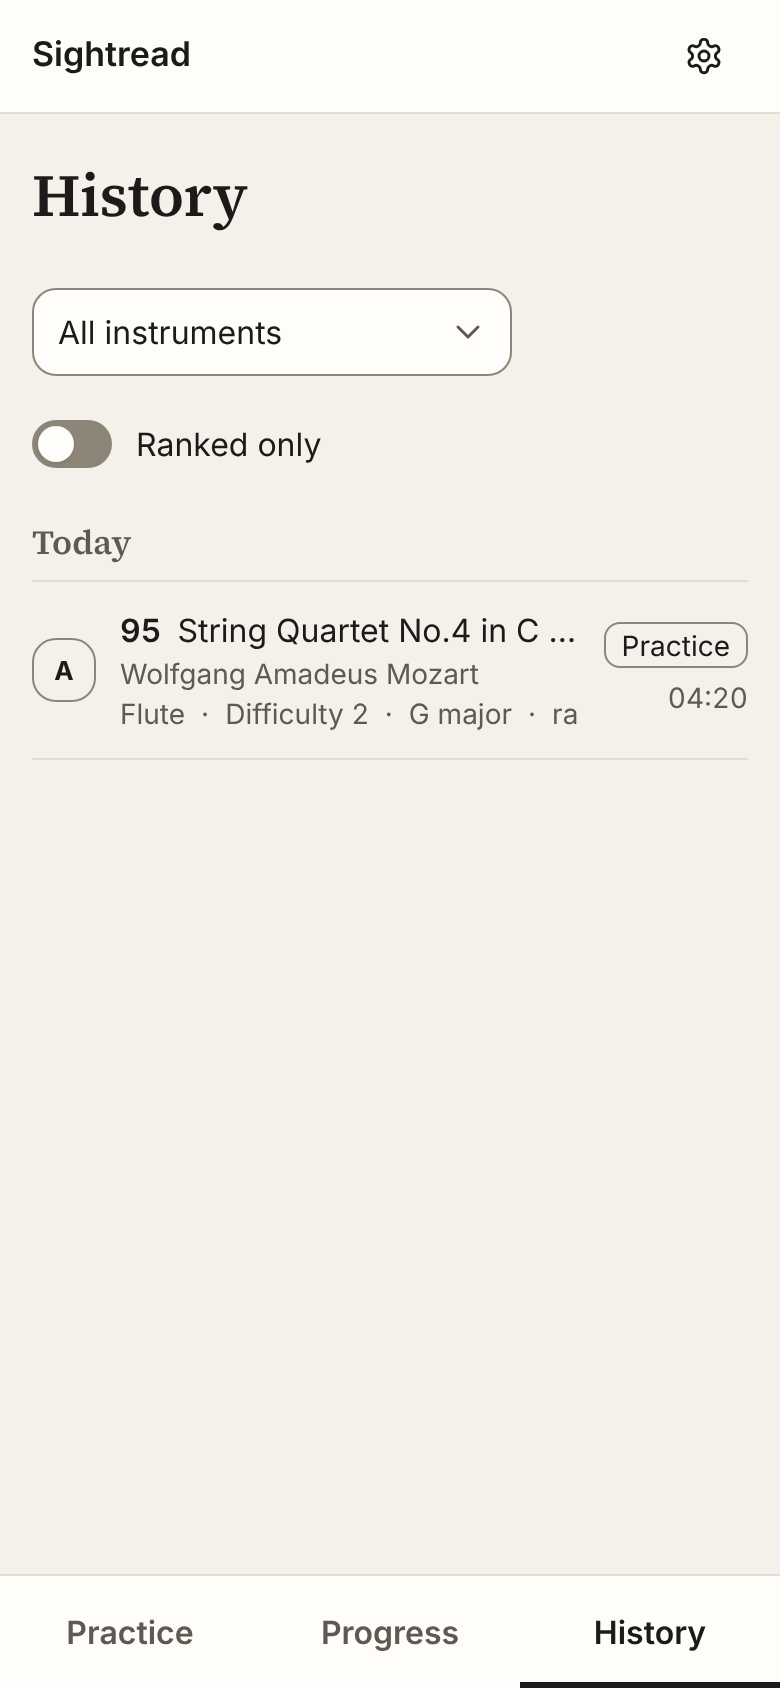 Sightread
History
All instruments
Ranked only
Today
A
95 String Quartet No.4 in C ...
Practice
Wolfgang Amadeus Mozart
04:20
Flute · Difficulty 2 · G major · ra
Practice Progress History